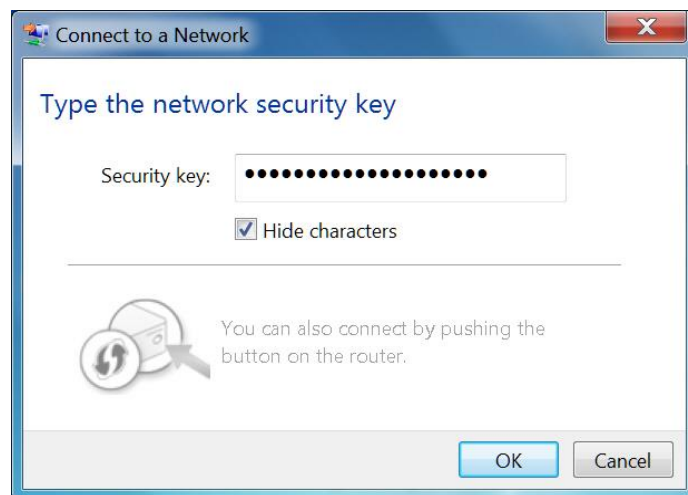 Connect to a Network
Type the network security key
Security key: ••••••••••••••••••••
Hide characters
You can also connect by pushing the
button on the router.
OK Cancel